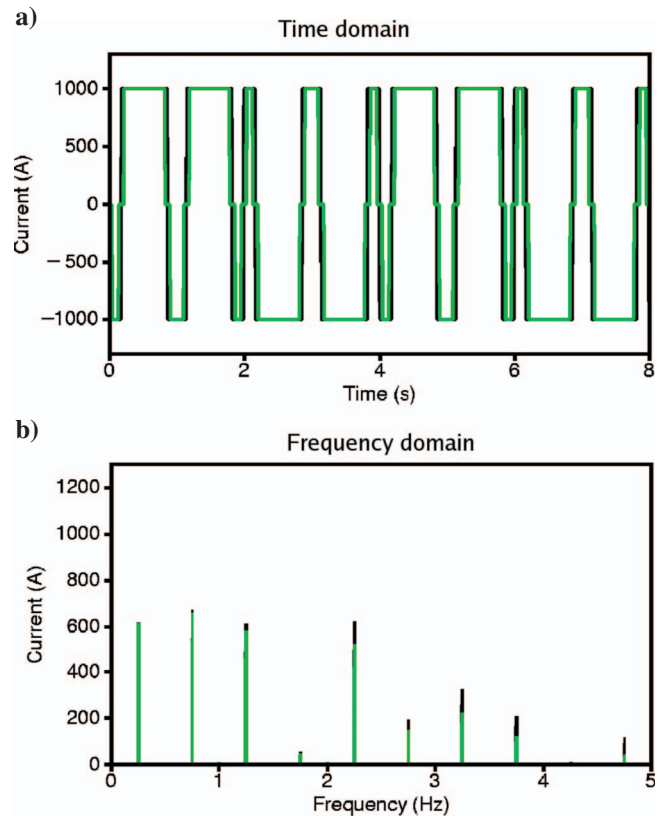 a)
Time domain
1000
500
0
−500
−1000
Current (A)
0 2 4 6 8
Time (s)
b)
Frequency domain
1200
1000
800
600
400
200
0
Current (A)
0 1 2 3 4 5
Frequency (Hz)